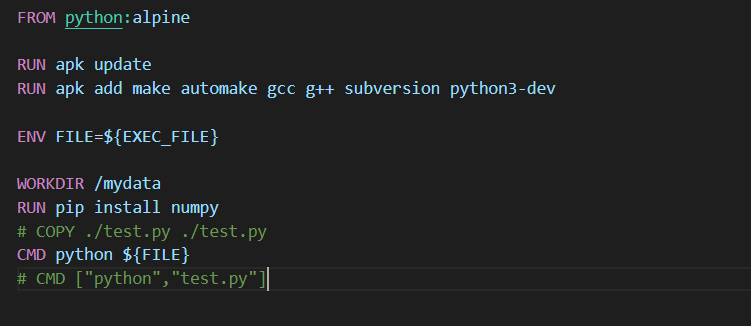 FROM python:alpine
RUN apk update
RUN apk add make automake gcc g++ subversion python3-dev
ENV FILE=${EXEC_FILE}
WORKDIR /mydata
RUN pip install numpy
# COPY ./test.py ./test.py
CMD python ${FILE}
# CMD ["python","test.py"]